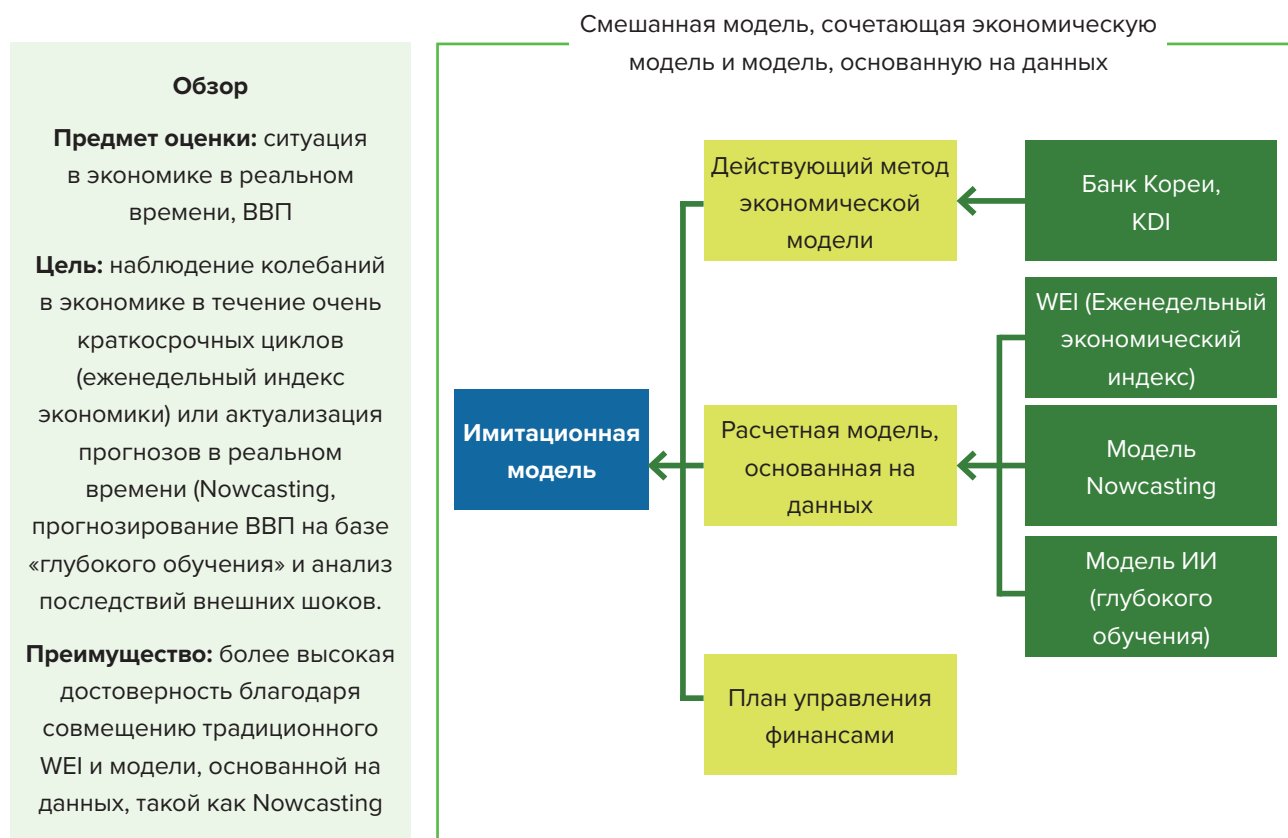 Смешанная модель, сочетающая экономическую
модель и модель, основанную на данных
Обзор
Предмет оценки: ситуация
в экономике в реальном
времени, ВВП
Цель: наблюдение колебаний
в экономике в течение очень
краткосрочных циклов
(еженедельный индекс
экономики) или актуализация
прогнозов в реальном
времени (Nowcasting,
прогнозирование ВВП на базе
«глубокого обучения» и анализ
последствий внешних шоков.
Преимущество: более высокая
достоверность благодаря
совмещению традиционного
WEI и модели, основанной на
данных, такой как Nowcasting
Имитационная
модель
Действующий метод
экономической
модели
Расчетная модель,
основанная на
данных
План управления
финансами
Банк Кореи,
KDI
WEI (Еженедельный
экономический
индекс)
Модель
Nowcasting
Модель ИИ
(глубокого
обучения)